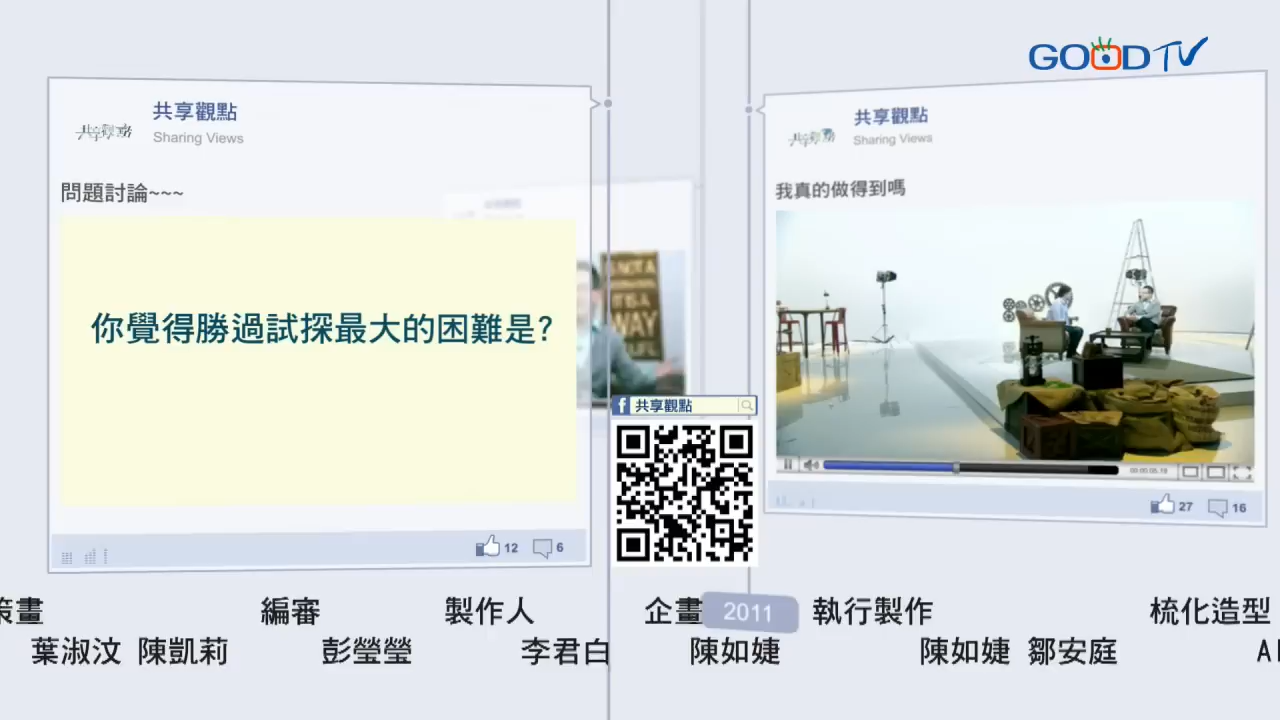 GOODTV
共享觀點
Sharing Views
問題討論~~~
你覺得勝過試探最大的困難是?
12
6
共享觀點
Sharing Views
我真的做得到嗎
27
16
f 共享觀點
NOT A
WAY
2011
策畫
編審
製作人
企畫
執行製作
梳化造型
葉淑汶 陳凱莉
彭瑩瑩
李君白
陳如婕
陳如婕 鄒安庭